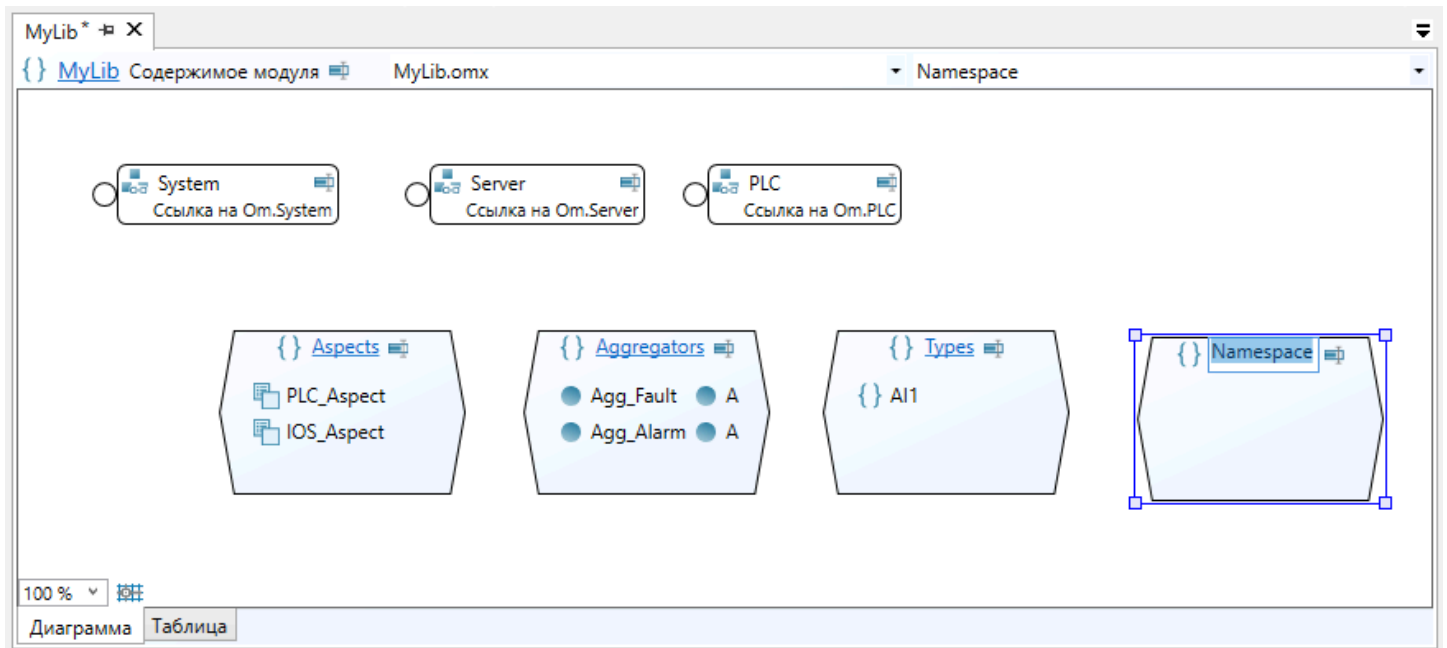 MyLib*
{ } MyLib Содержимое модуля MyLib.omx Namespace
System Server PLC
Ссылка на Om.System Ссылка на Om.Server Ссылка на Om.PLC
{ } Aspects { } Aggregators { } Types { } Namespace
PLC_Aspect Agg_Fault A { } AI1
IOS_Aspect Agg_Alarm A
100 %
Диаграмма Таблица